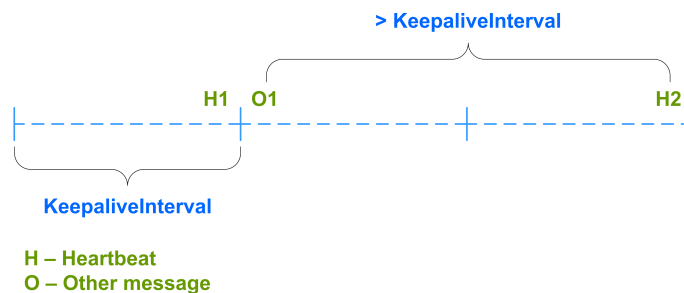 > KeepaliveInterval
H1 O1 H2
KeepaliveInterval
H – Heartbeat
O – Other message